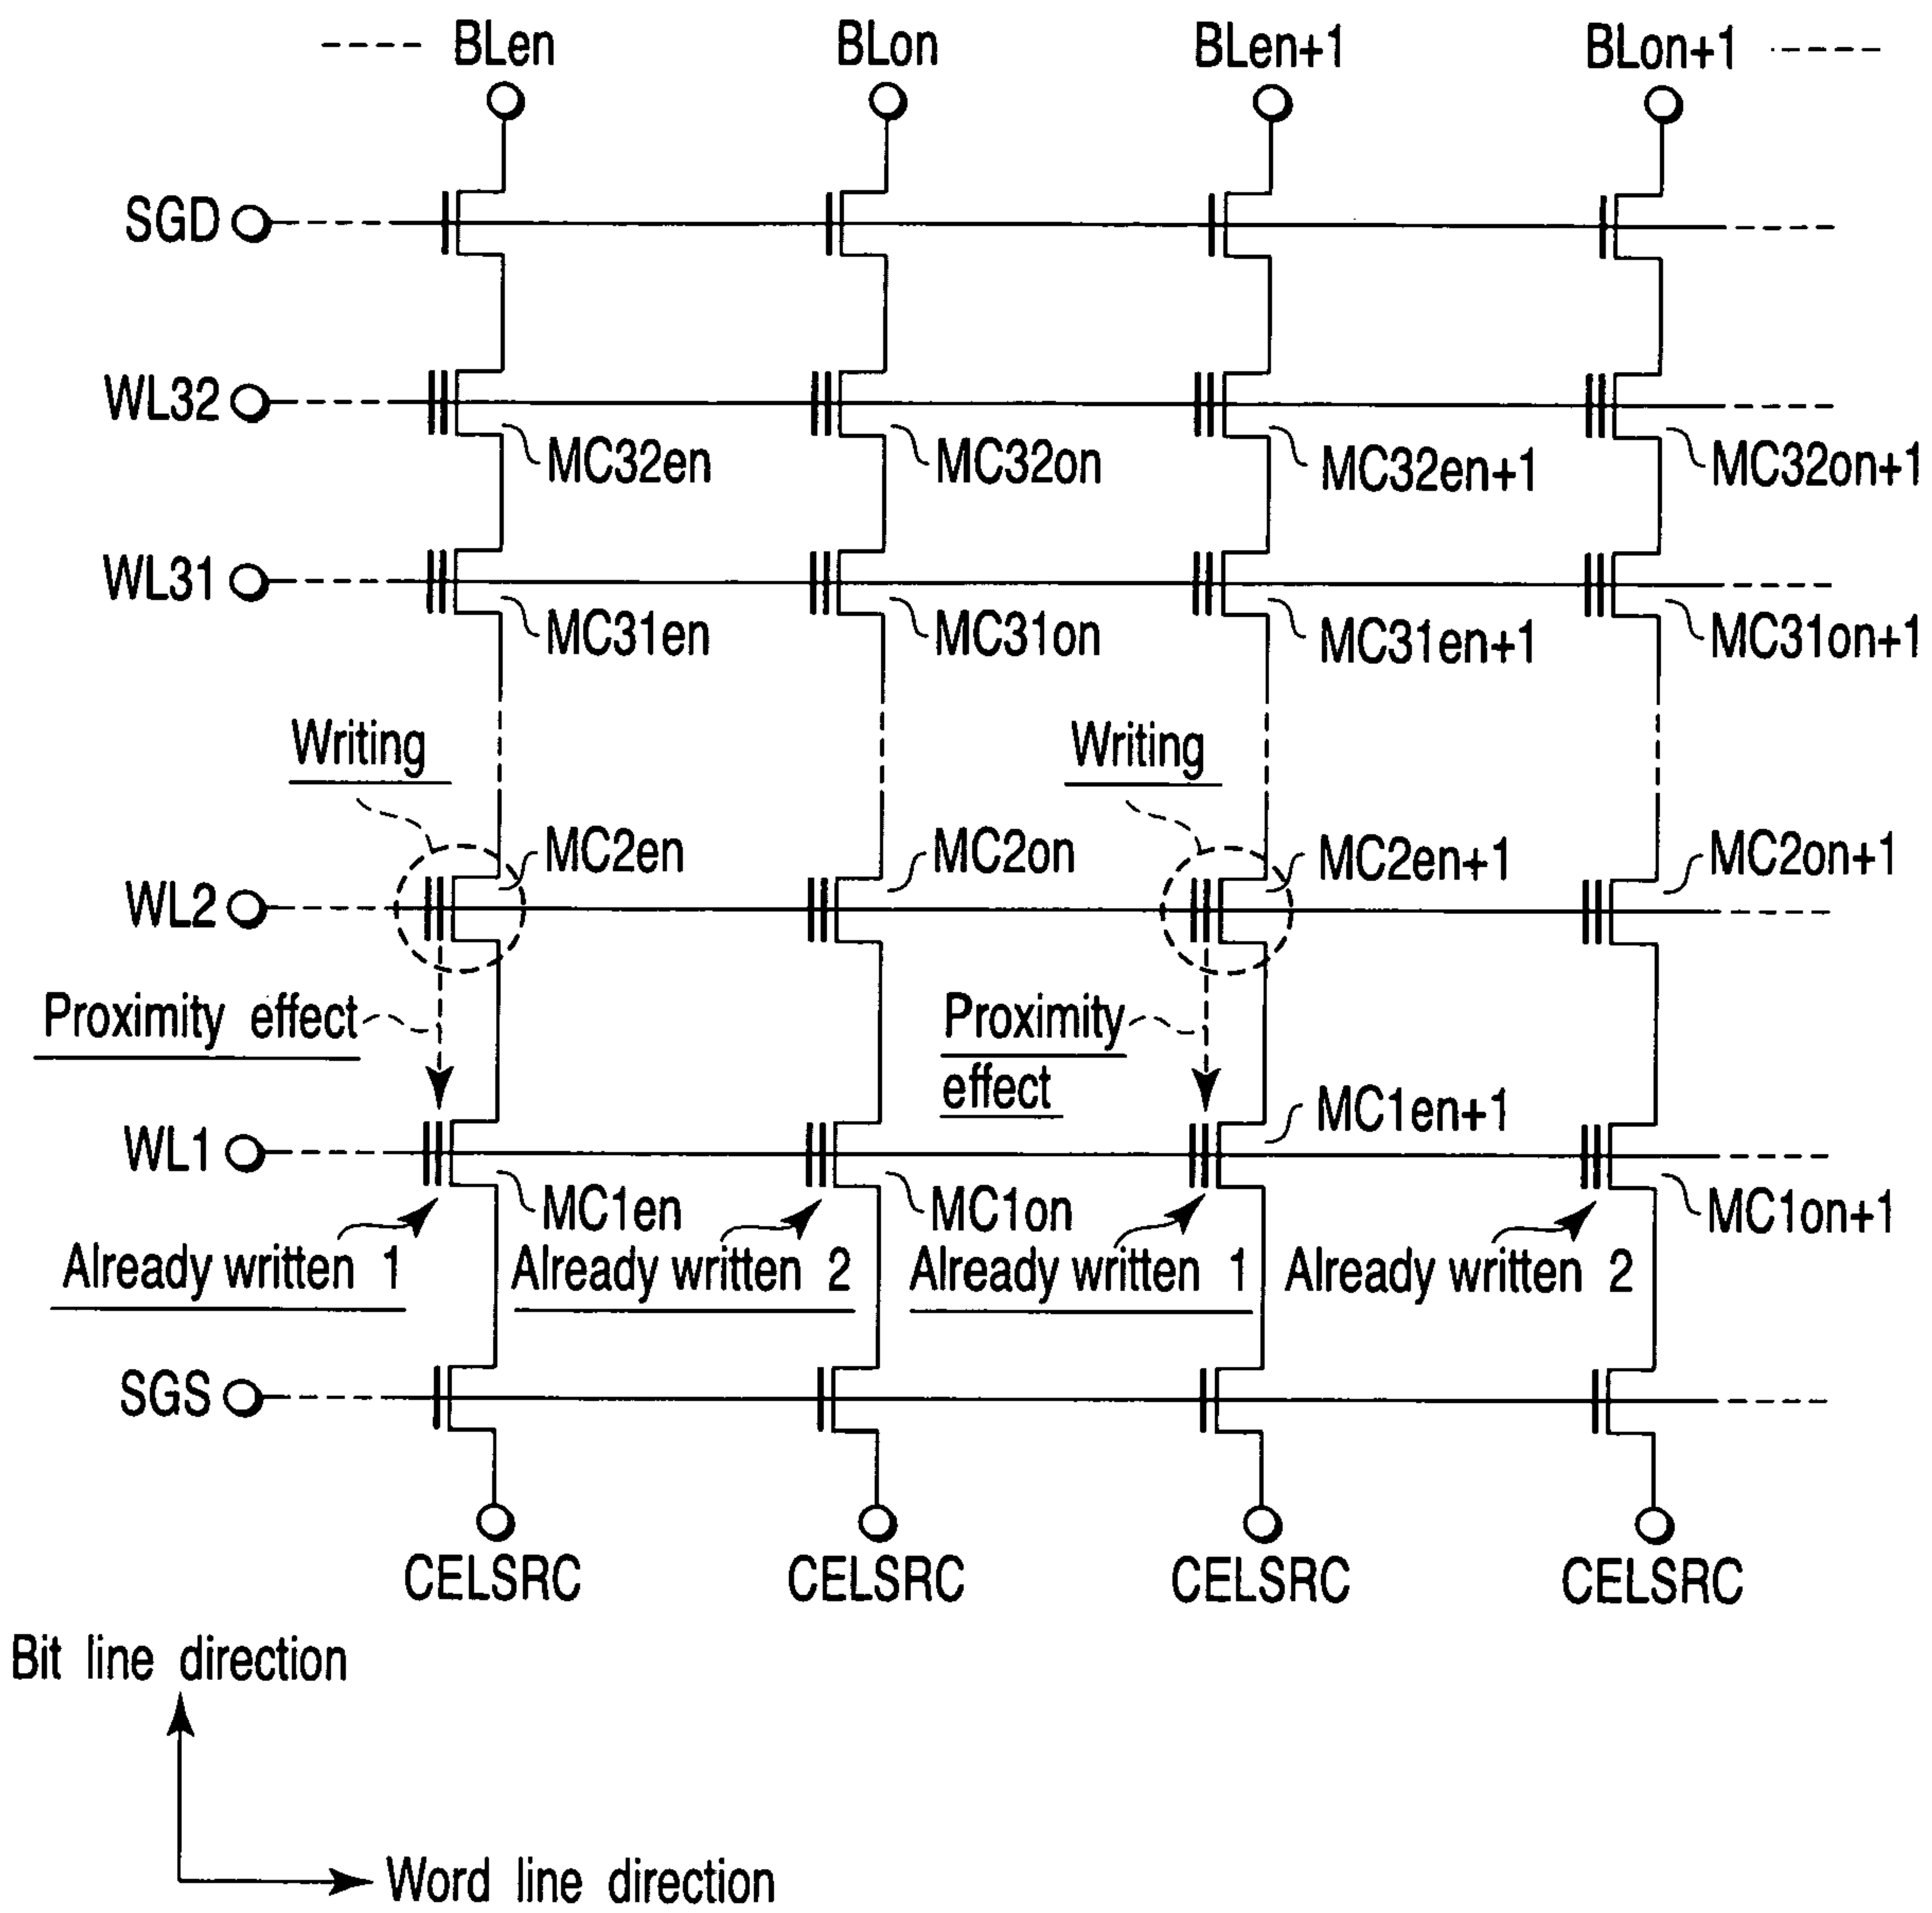 BLen BLon BLen+1 BLon+1
SGD
WL32
MC32en MC32on MC32en+1 MC32on+1
WL31
MC31en MC31on MC31en+1 MC31on+1
Writing Writing
MC2en MC2on MC2en+1 MC2on+1
WL2
Proximity effect Proximity
effect
MC1en+1
WL1
MC1en MC1on MC1on+1
Already written 1 Already written 2 Already written 1 Already written 2
SGS
CELSRC CELSRC CELSRC CELSRC
Bit line direction
Word line direction